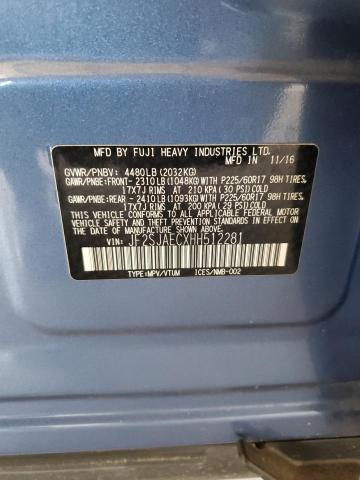 MFD BY FUJI HEAVY INDUSTRIES LTD.
MFD. IN 11/16
GVWR/PNBV: 4480LB (2032KG)
GAWR/PNBE:FRONT- 2310LB(1048KG)WITH P225/60R17 98H TIRES,
17X7J RIMS AT 210 KPA( 30 PSI)COLD
GAWR/PNBE:REAR - 2410LB(1093KG)WITH P225/60R17 98H TIRES,
17X7J RIMS AT 200 KPA( 29 PSI)COLD
THIS VEHICLE CONFORMS TO ALL APPLICABLE FEDERAL
MOTOR VEHICLE SAFETY STANDARDS IN EFFECT ON THE
DATE OF MANUFACTURE SHOWN ABOVE.
VIN: JF2SJAECXHH512281
TYPE:MPV/VTUM ICES/NMB-002